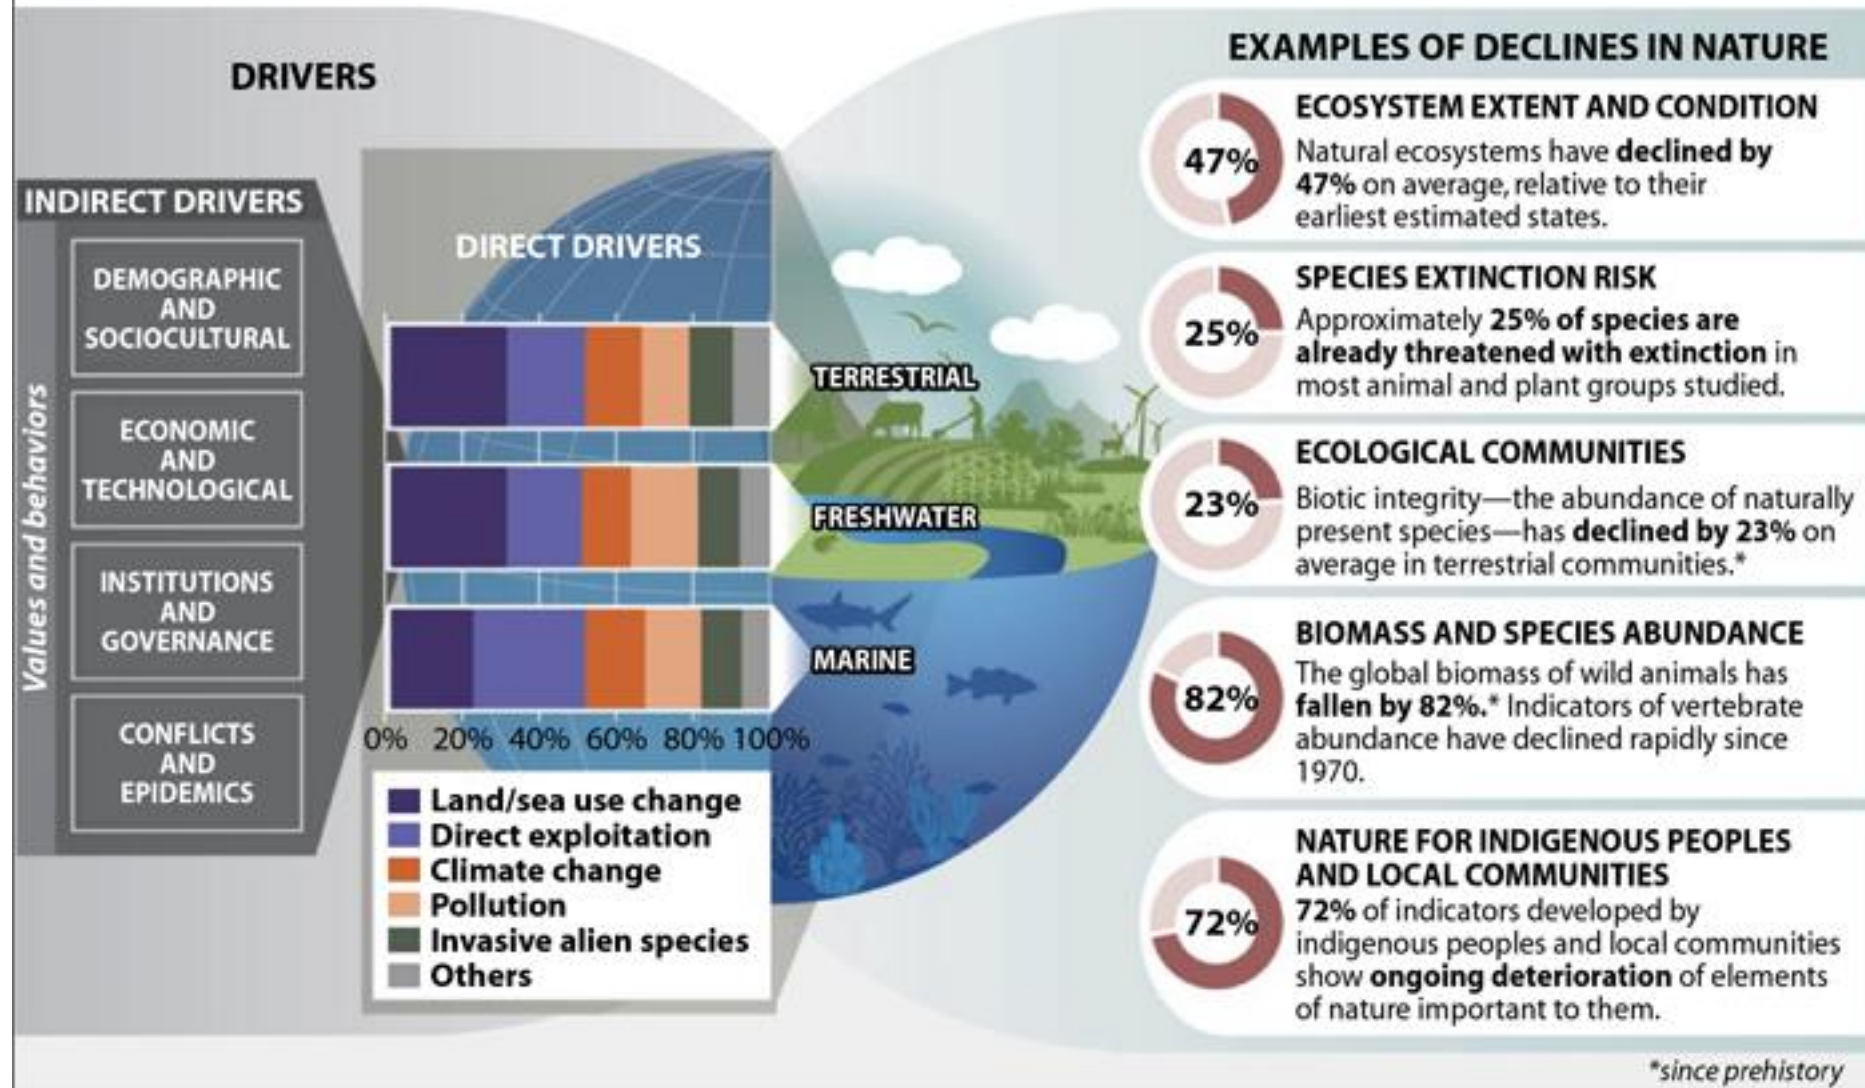 DRIVERS
INDIRECT DRIVERS
Values and behaviors
DEMOGRAPHIC
AND
SOCIOCULTURAL
ECONOMIC
AND
TECHNOLOGICAL
INSTITUTIONS
AND
GOVERNANCE
CONFLICTS
AND
EPIDEMICS
DIRECT DRIVERS
TERRESTRIAL
FRESHWATER
MARINE
0% 20% 40% 60% 80% 100%
Land/sea use change
Direct exploitation
Climate change
Pollution
Invasive alien species
Others
EXAMPLES OF DECLINES IN NATURE
47%
ECOSYSTEM EXTENT AND CONDITION
Natural ecosystems have declined by
47% on average, relative to their
earliest estimated states.
25%
SPECIES EXTINCTION RISK
Approximately 25% of species are
already threatened with extinction in
most animal and plant groups studied.
23%
ECOLOGICAL COMMUNITIES
Biotic integrity—the abundance of naturally
present species—has declined by 23% on
average in terrestrial communities.*
82%
BIOMASS AND SPECIES ABUNDANCE
The global biomass of wild animals has
fallen by 82%.* Indicators of vertebrate
abundance have declined rapidly since
1970.
72%
NATURE FOR INDIGENOUS PEOPLES
AND LOCAL COMMUNITIES
72% of indicators developed by
indigenous peoples and local communities
show ongoing deterioration of elements
of nature important to them.
*since prehistory